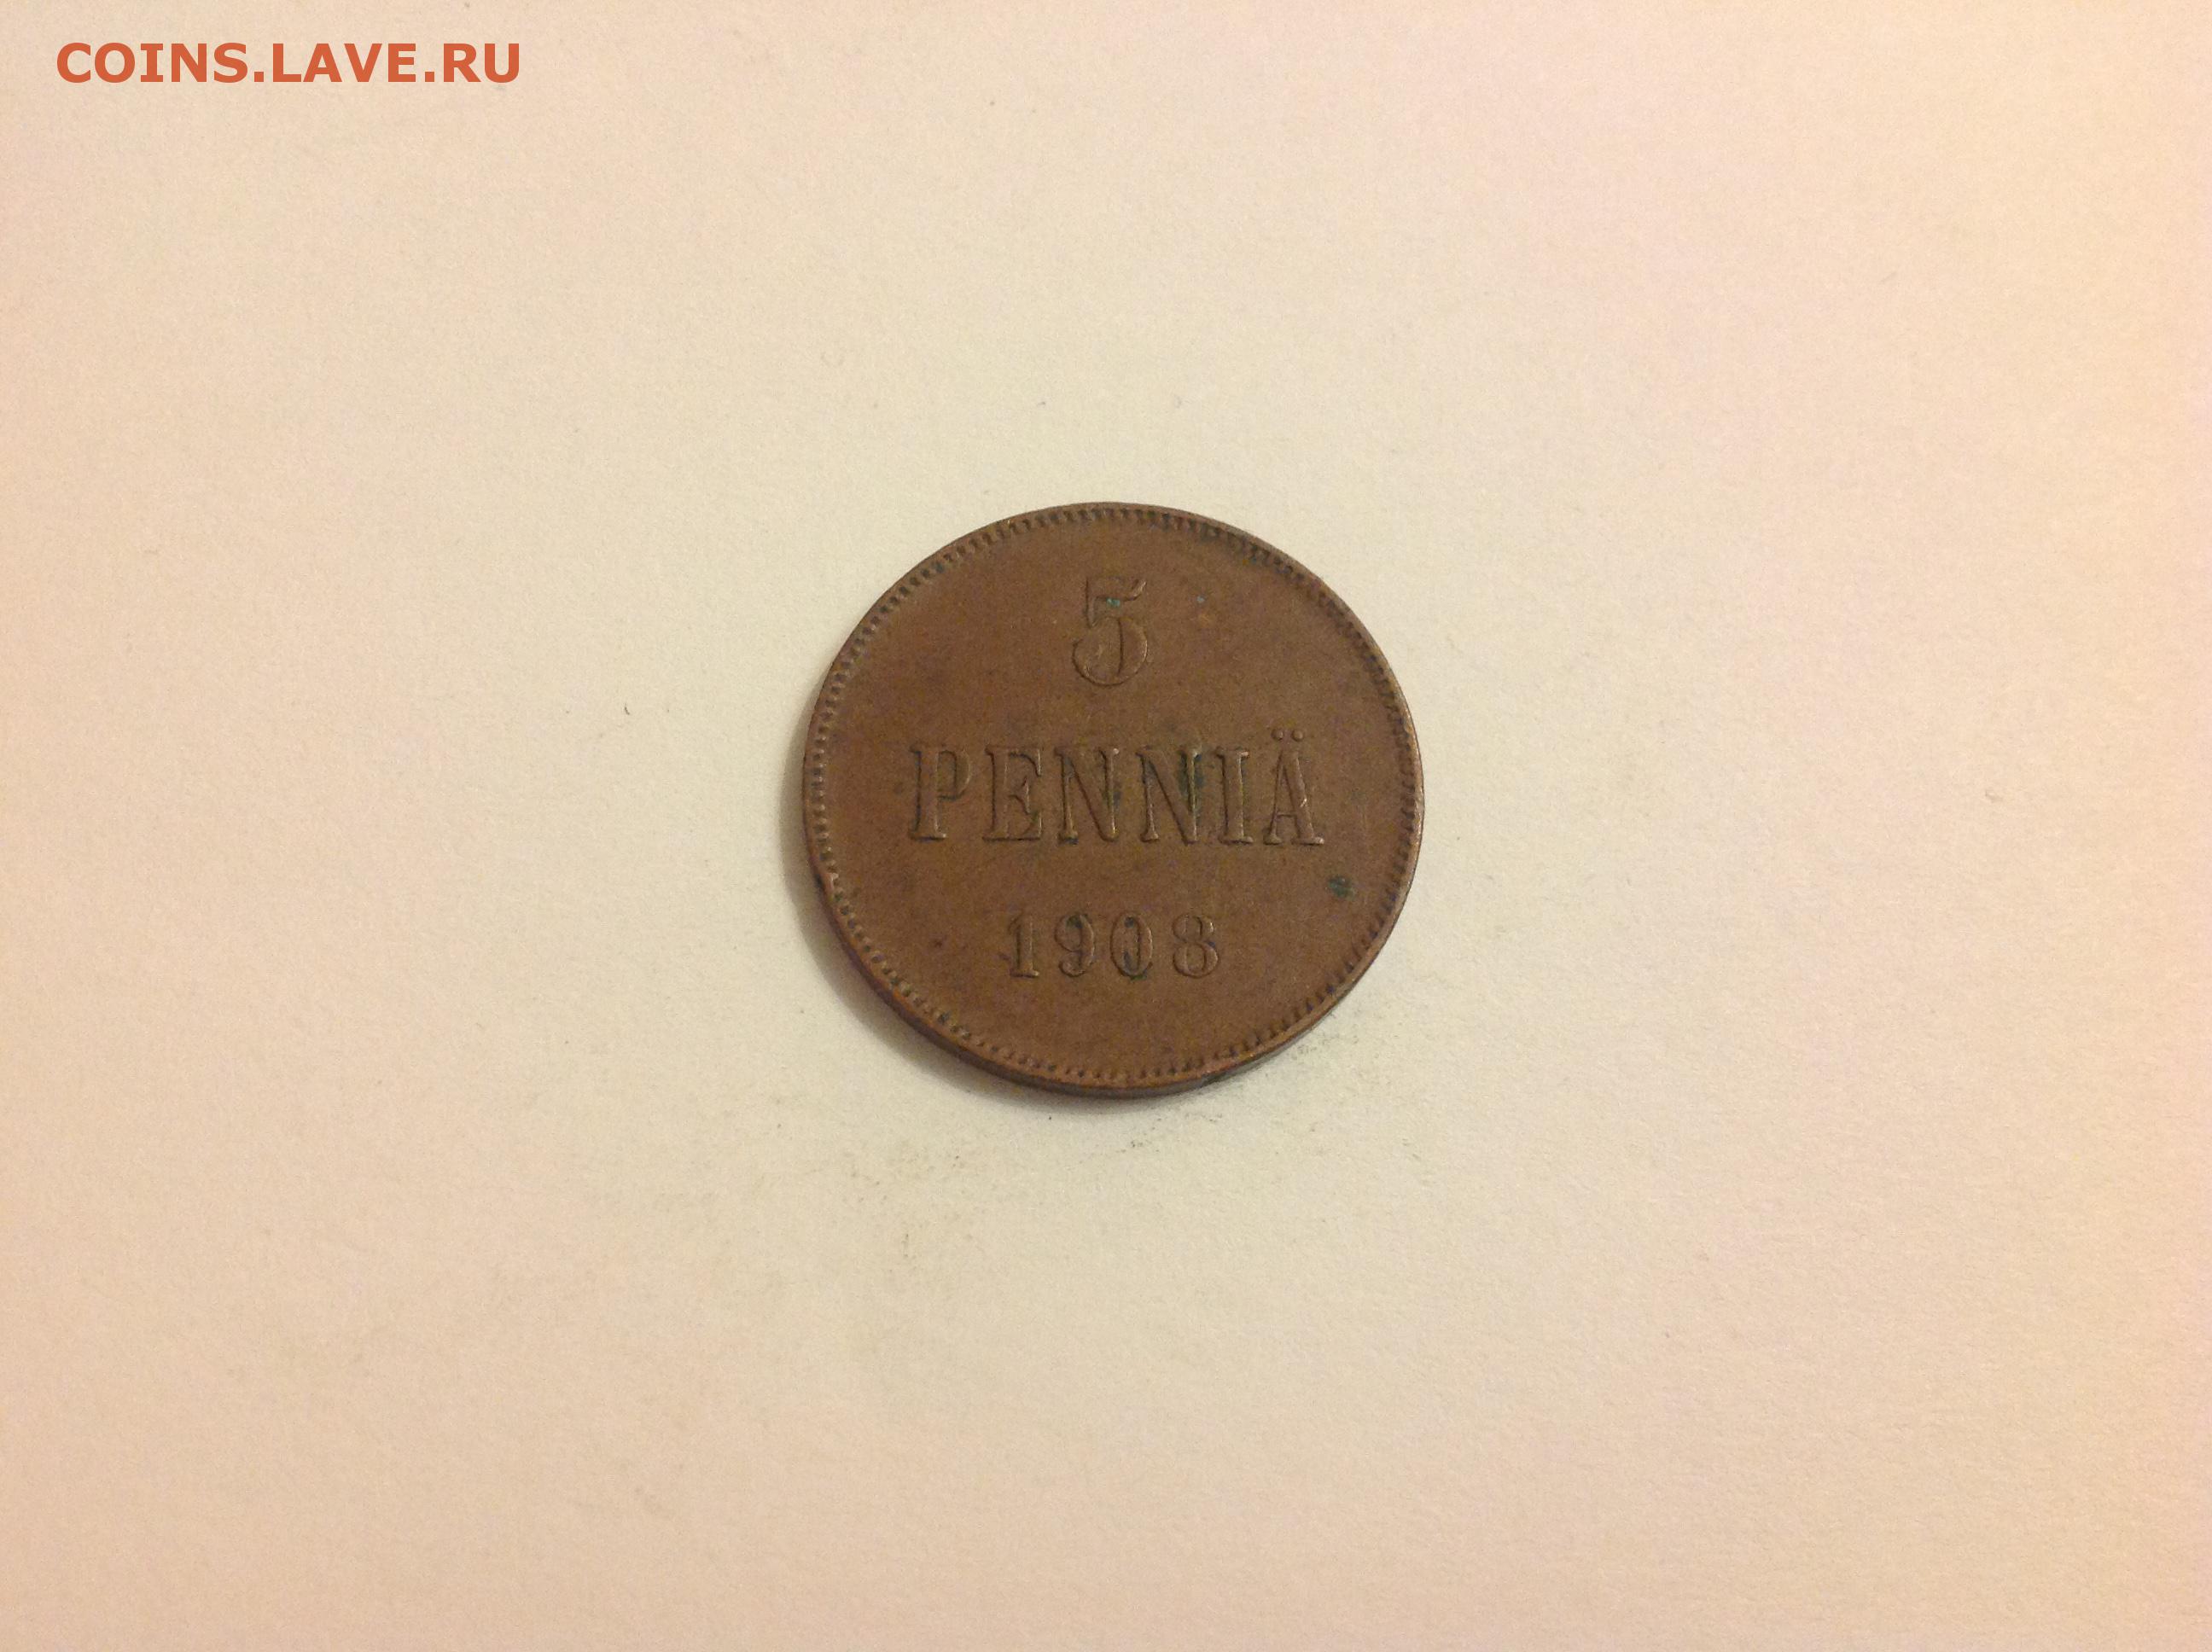 COINS.LAVE.RU
5
PENNIÄ
1908